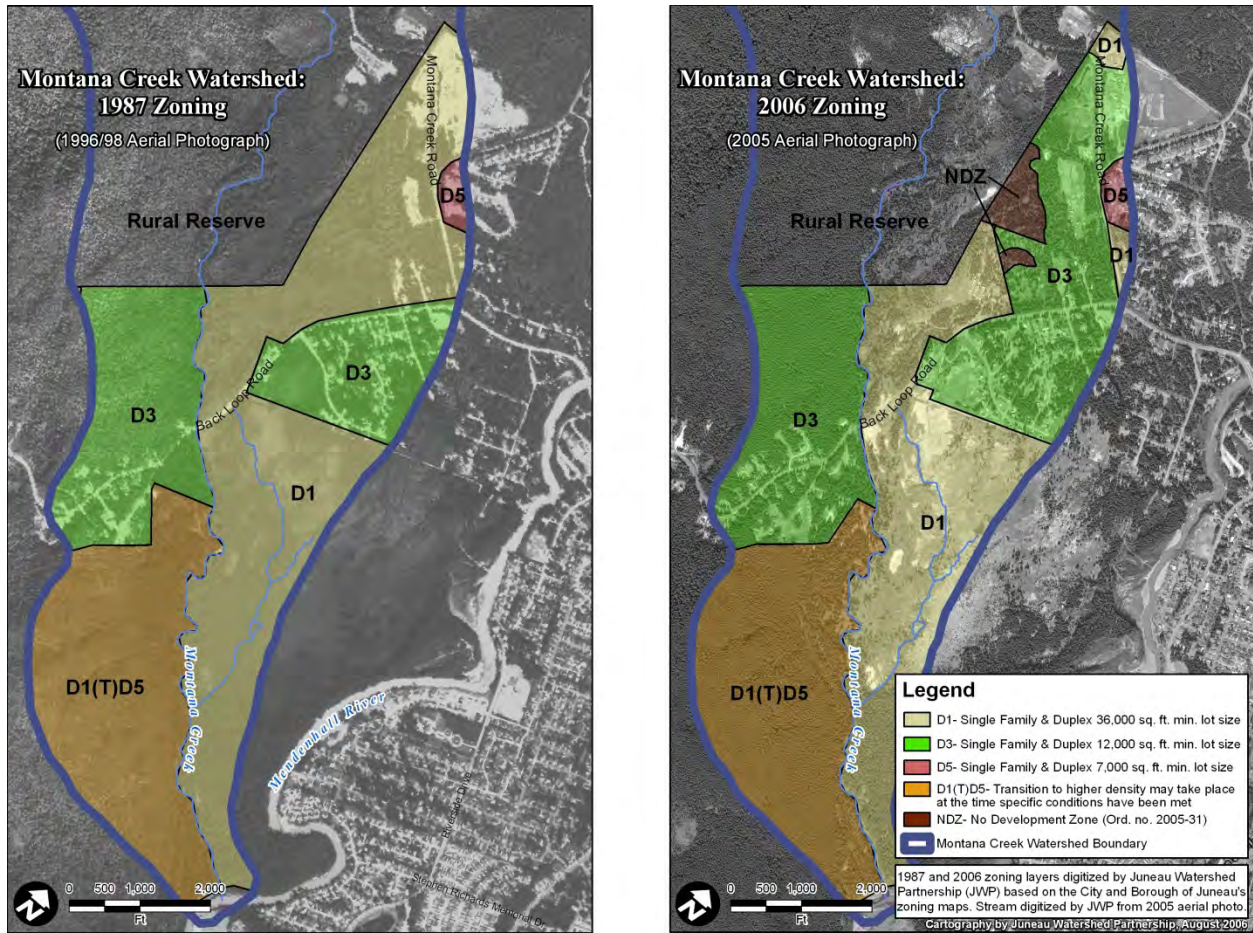 Montana Creek Watershed:
1987 Zoning
(1996/98 Aerial Photograph)
Montana Creek Road
D5
Rural Reserve
D3
Back Loop Road
D3
D1
D1(T)D5
Montana Creek
Mendenhall River
Riverside Drive
Stephen Richards Memorial Dr
N
0 500 1,000 2,000
Ft
Montana Creek Watershed:
2006 Zoning
(2005 Aerial Photograph)
D1
Montana Creek Road
NDZ
D5
Rural Reserve
D1
D3
Back Loop Road
D3
D1
D1(T)D5
Montana Creek
N
0 500 1,000 2,000
Ft
Legend
D1- Single Family & Duplex 36,000 sq. ft. min. lot size
D3- Single Family & Duplex 12,000 sq. ft. min. lot size
D5- Single Family & Duplex 7,000 sq. ft. min. lot size
D1(T)D5- Transition to higher density may take place
at the time specific conditions have been met
NDZ- No Development Zone (Ord. no. 2005-31)
Montana Creek Watershed Boundary
1987 and 2006 zoning layers digitized by Juneau Watershed
Partnership (JWP) based on the City and Borough of Juneau's
zoning maps. Stream digitized by JWP from 2005 aerial photo.
Cartography by Juneau Watershed Partnership, August 2006